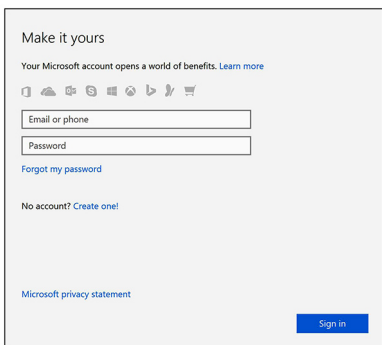 Make it yours
Your Microsoft account opens a world of benefits. Learn more
Email or phone
Password
Forgot my password
No account? Create one!
Microsoft privacy statement
Sign in